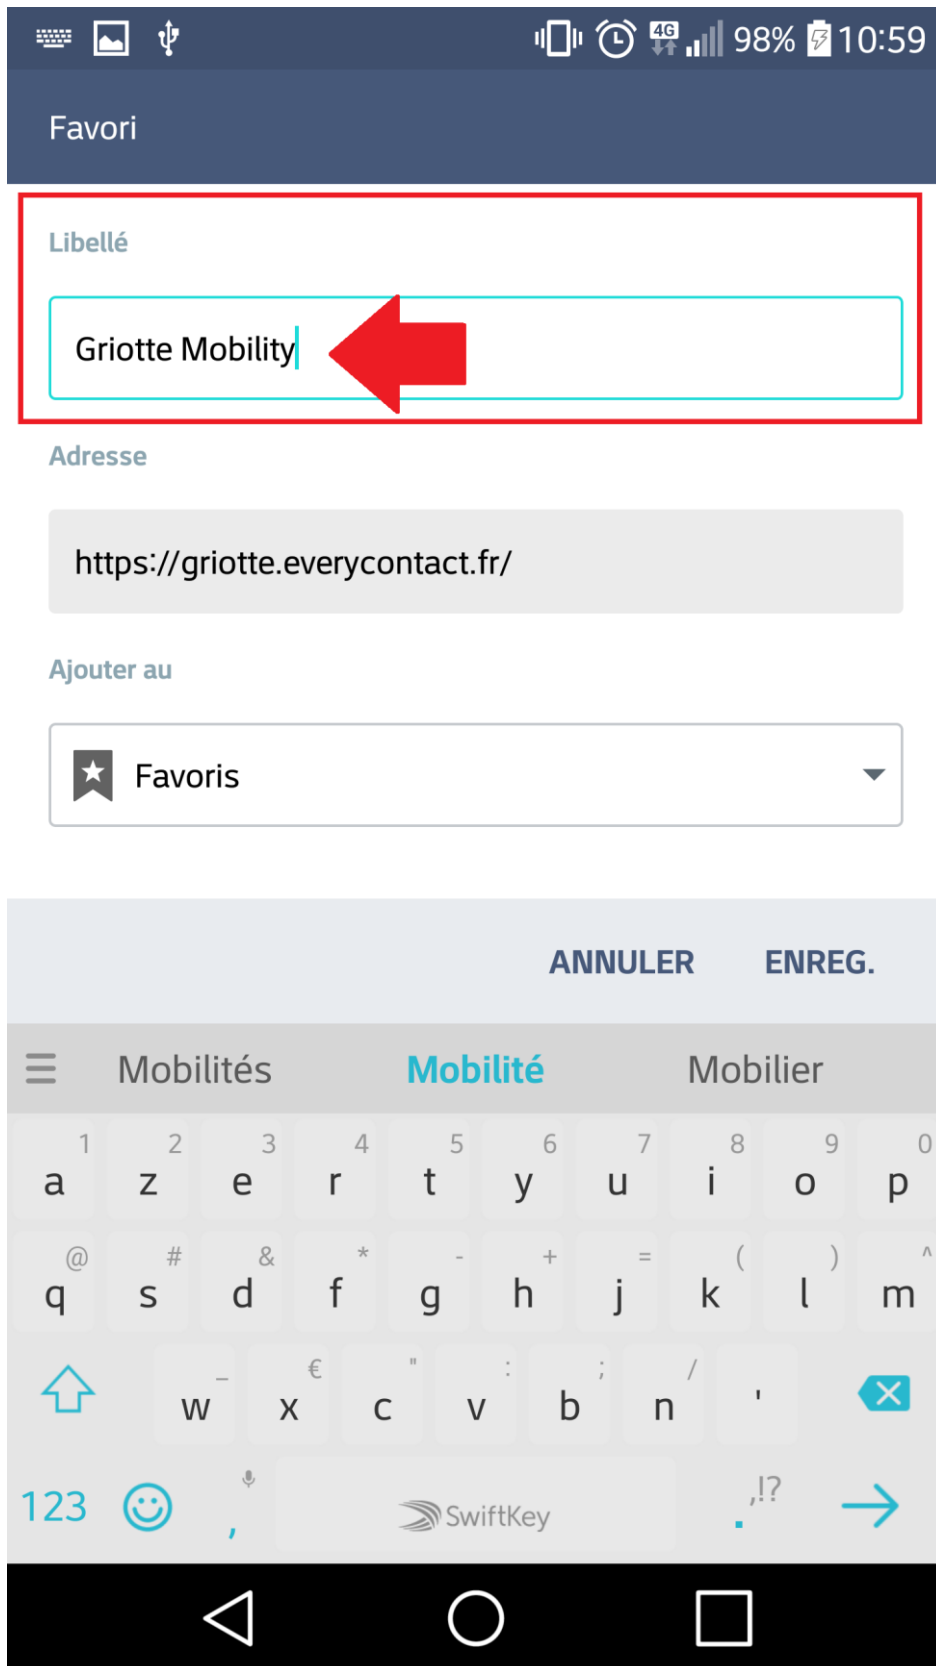 4G 98% 10:59
Favori
Libellé
Griotte Mobility
Adresse
https://griotte.everycontact.fr/
Ajouter au
Favoris
ANNULER ENREG.
Mobilités Mobilité Mobilier
1 2 3 4 5 6 7 8 9 0
a z e r t y u i o p
@ # & * - + = ( ) ^
q s d f g h j k l m
_ € " : ; /
w x c v b n '
123 , SwiftKey . ,!?